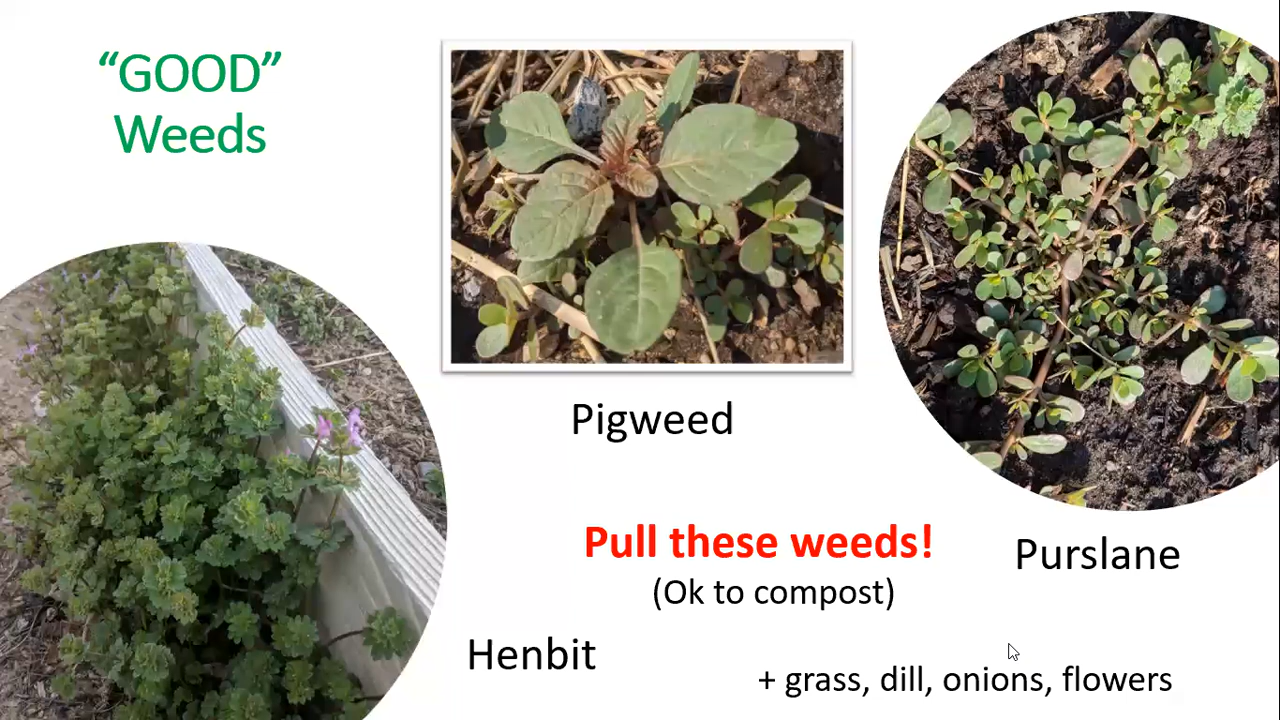 “GOOD”
Weeds
Pigweed
Pull these weeds!
(Ok to compost)
Purslane
Henbit
+ grass, dill, onions, flowers